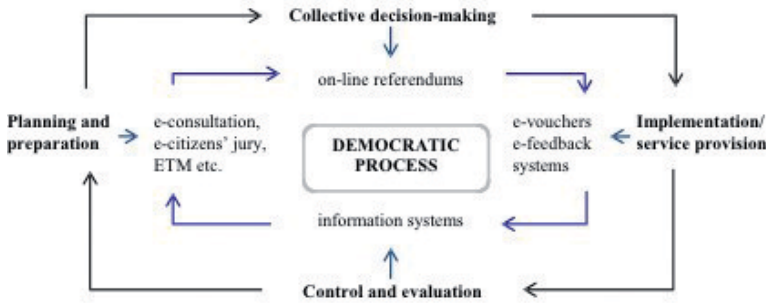 Collective decision-making
on-line referendums
Planning and
preparation
e-consultation,
e-citizens' jury,
ETM etc.
DEMOCRATIC
PROCESS
e-vouchers
e-feedback
systems
Implementation/
service provision
information systems
Control and evaluation